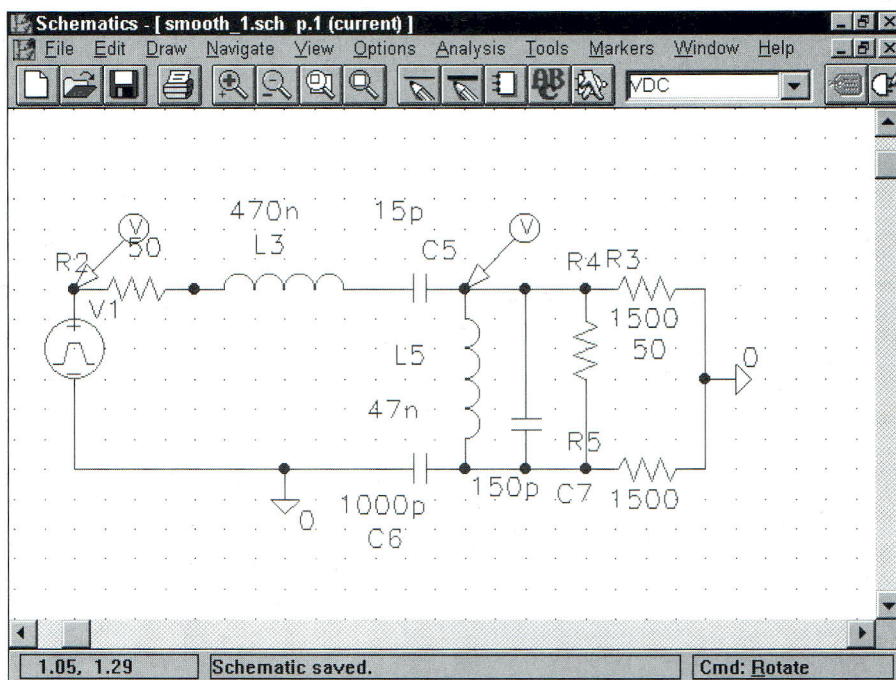 Schematics - [ smooth_1.sch p.1 (current) ]
File Edit Draw Navigate View Options Analysis Tools Markers Window Help
ABC
VDC
470n
15p
V
V
50
L3
C5
R2
R4
R3
V1
1500
50
0
L5
47n
R5
150p
C7
1500
1000p
0
C6
1.05, 1.29
Schematic saved.
Cmd: Rotate